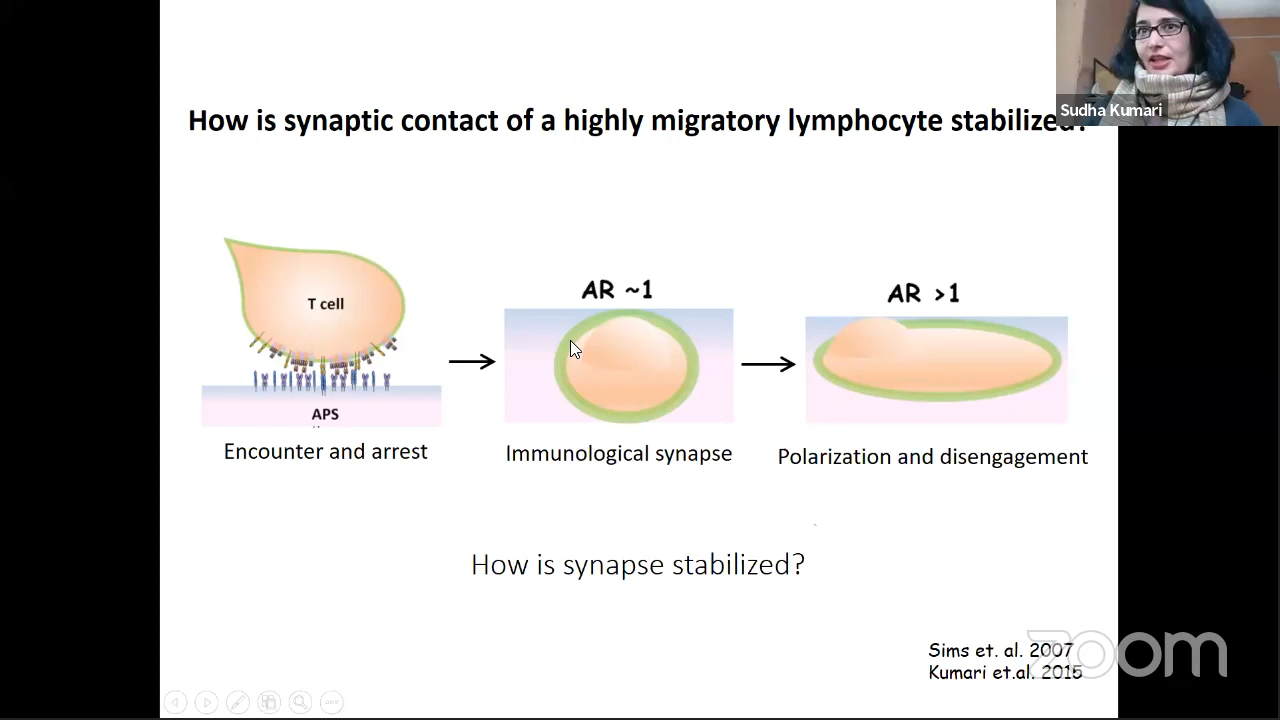 Sudha Kumari
How is synaptic contact of a highly migratory lymphocyte stabilized?
T cell
APS
AR ~1
AR >1
Encounter and arrest
Immunological synapse
Polarization and disengagement
How is synapse stabilized?
Sims et. al. 2007
Kumari et.al. 2015
zoom